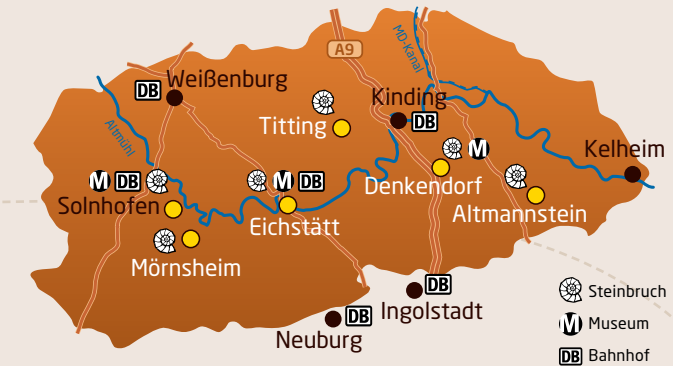 A9
MD-Kanal
DB
Weißenburg
Kinding
DB
Titting
Altmühl
M
Kelheim
M DB
M DB
Denkendorf
Solnhofen
Altmannstein
Eichstätt
Mörnsheim
DB
Ingolstadt
Steinbruch
DB
M Museum
Neuburg
DB Bahnhof